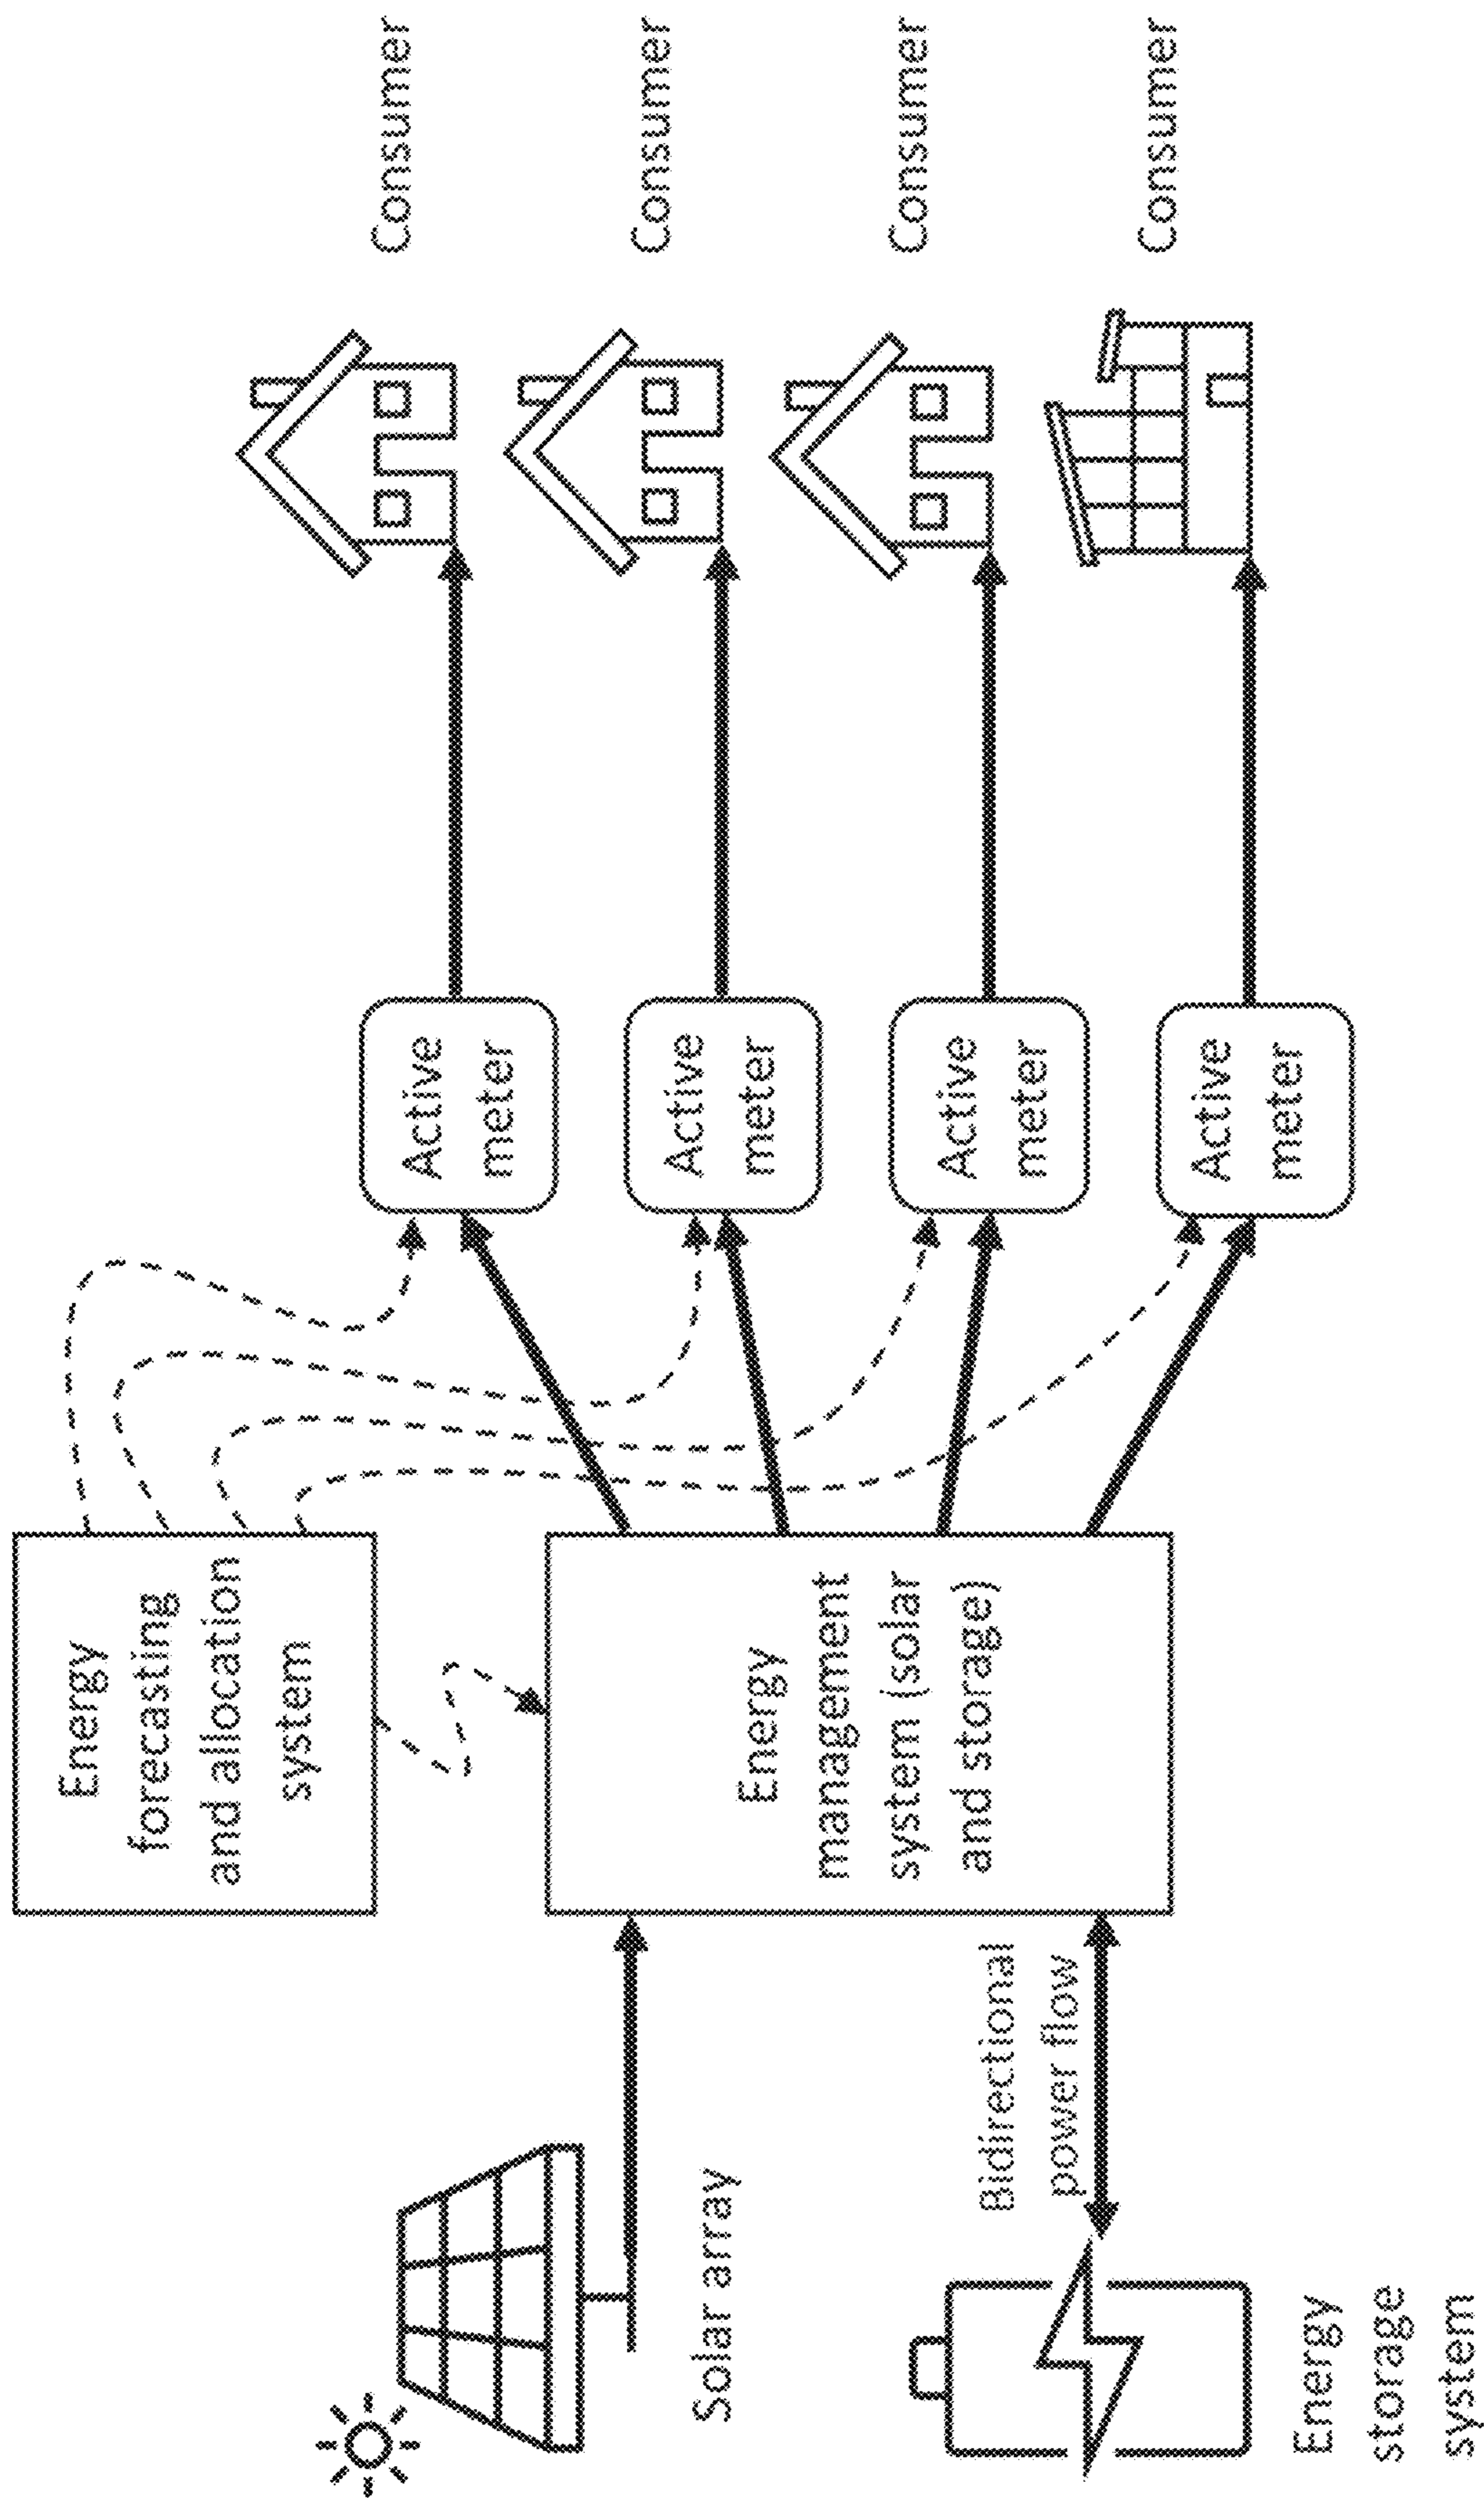 Energy
forecasting
and allocation
system
Solar array
Energy
management
system (solar
and storage)
Bidirectional
power flow
Energy
storage
system
Active
meter
Active
meter
Active
meter
Active
meter
Consumer
Consumer
Consumer
Consumer